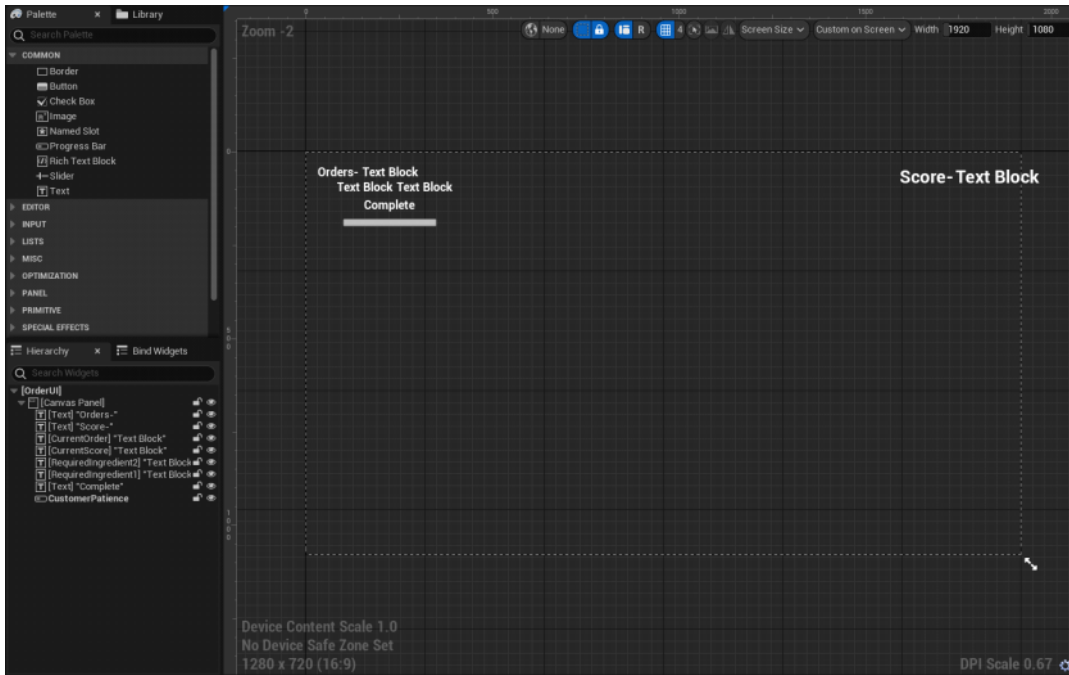 Palette × Library
Search Palette
COMMON
Border
Button
Check Box
Image
Named Slot
Progress Bar
Rich Text Block
Slider
Text
EDITOR
INPUT
LISTS
MISC
OPTIMIZATION
PANEL
PRIMITIVE
SPECIAL EFFECTS
Hierarchy × Bind Widgets
Search Widgets
[OrderUI]
[Canvas Panel]
[Text] "Orders-"
[Text] "Score-"
[CurrentOrder] "Text Block"
[CurrentScore] "Text Block"
[RequiredIngredient2] "Text Block
[RequiredIngredient1] "Text Block
[Text] "Complete"
CustomerPatience
0 500 1000 1500 2000
Zoom -2
None R 4 Screen Size Custom on Screen Width 1920 Height 1080
0
500
1000
Orders- Text Block
Text Block Text Block
Complete
Score- Text Block
Device Content Scale 1.0
No Device Safe Zone Set
1280 x 720 (16:9)
DPI Scale 0.67